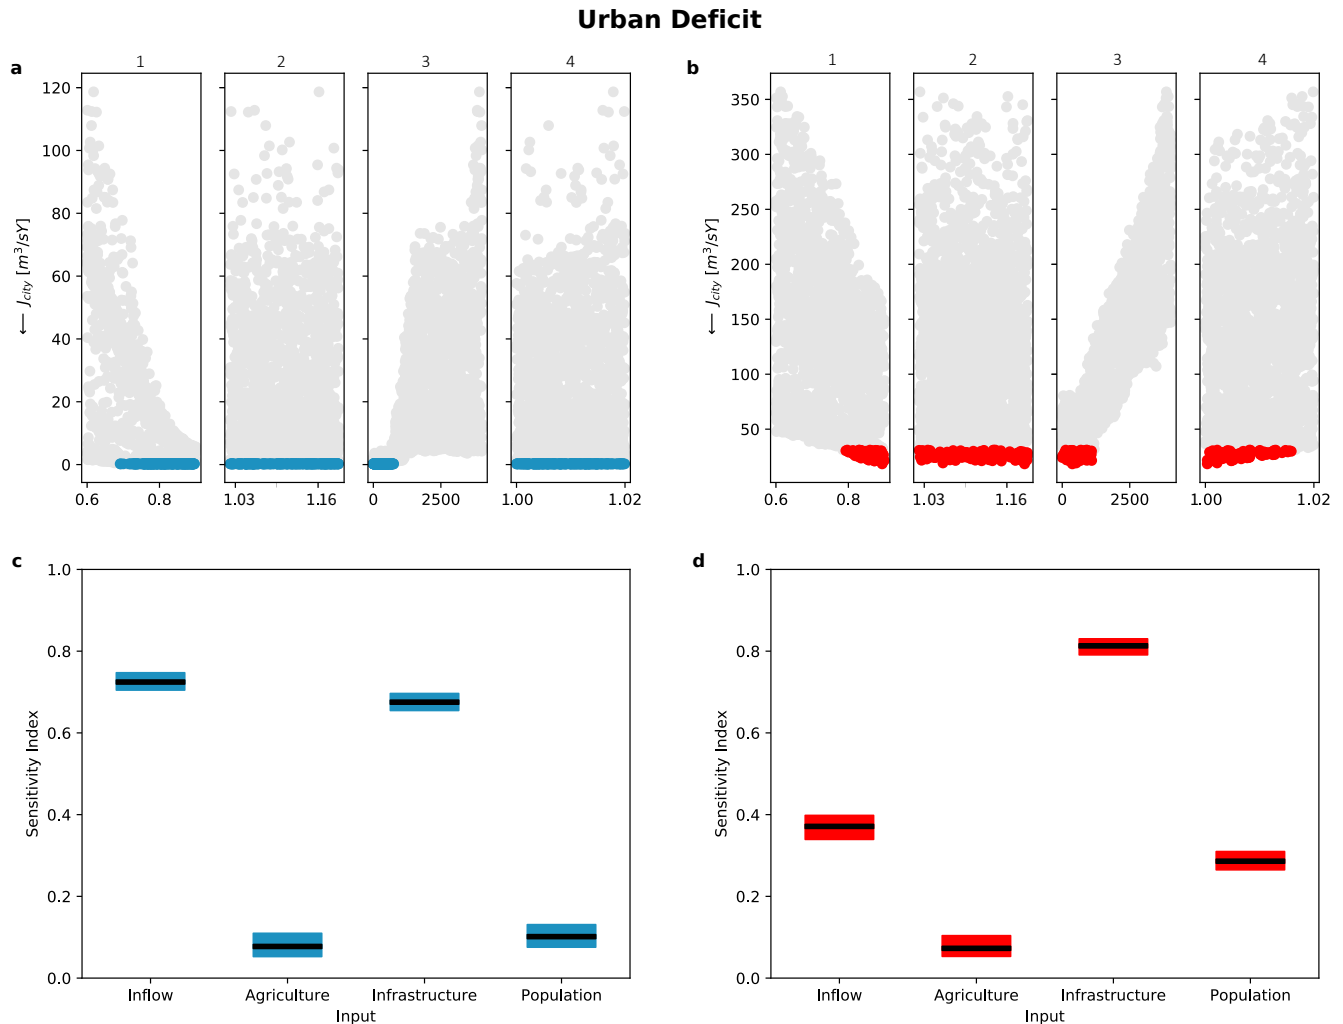 Urban Deficit
a
1
2
3
4
120
100
80
60
40
20
0
⟵ J_city [m^3/sY]
0.6
0.8
1.03
1.16
0
2500
1.00
1.02
b
1
2
3
4
350
300
250
200
150
100
50
⟵ J_city [m^3/sY]
0.6
0.8
1.03
1.16
0
2500
1.00
1.02
c
1.0
0.8
0.6
0.4
0.2
0.0
Sensitivity Index
Inflow
Agriculture
Infrastructure
Population
Input
d
1.0
0.8
0.6
0.4
0.2
0.0
Sensitivity Index
Inflow
Agriculture
Infrastructure
Population
Input